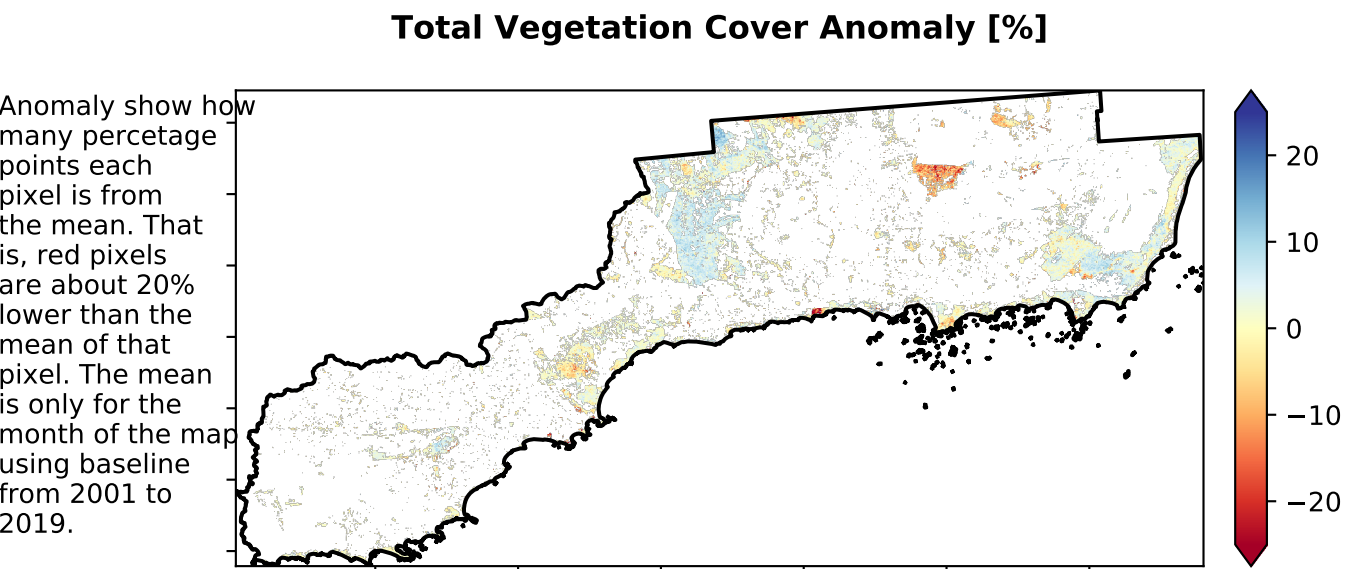 Total Vegetation Cover Anomaly [%]
Anomaly show how
many percetage
points each
pixel is from
the mean. That
is, red pixels
are about 20%
lower than the
mean of that
pixel. The mean
is only for the
month of the map
using baseline
from 2001 to
2019.
20
10
0
−10
−20